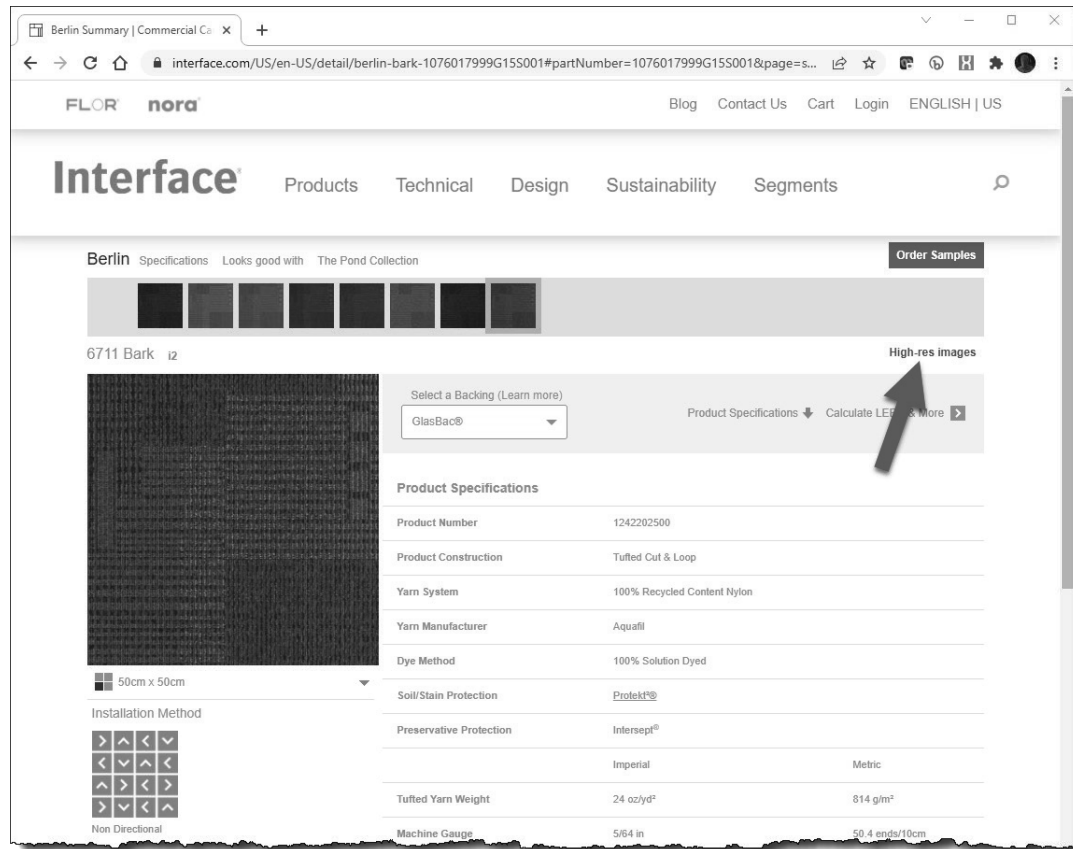 Berlin Summary | Commercial Ca
interface.com/US/en-US/detail/berlin-bark-1076017999G15S001#partNumber=1076017999G15S001&page=s...
FLOR nora
Blog Contact Us Cart Login ENGLISH | US
Interface Products Technical Design Sustainability Segments
Berlin Specifications Looks good with The Pond Collection
Order Samples
6711 Bark i2
High-res images
Select a Backing (Learn more)
GlasBac®
Product Specifications Calculate & More
Product Specifications
Product Number 1242202500
Product Construction Tufted Cut & Loop
Yarn System 100% Recycled Content Nylon
Yarn Manufacturer Aquafil
Dye Method 100% Solution Dyed
Soil/Stain Protection Protekt²®
Preservative Protection Intersept®
Imperial Metric
Tufted Yarn Weight 24 oz/yd² 814 g/m²
Machine Gauge 5/64 in 50.4 ends/10cm
50cm x 50cm
Installation Method
Non Directional